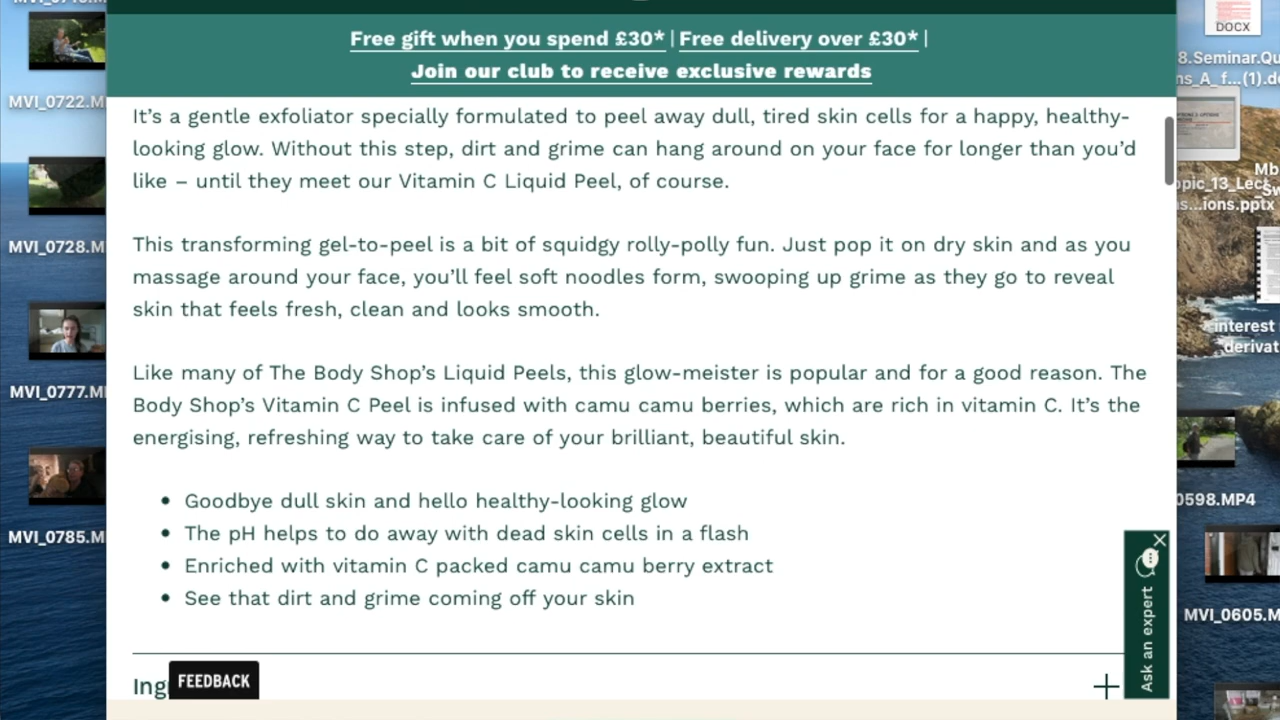 Free gift when you spend £30* | Free delivery over £30* |
Join our club to receive exclusive rewards
It’s a gentle exfoliator specially formulated to peel away dull, tired skin cells for a happy, healthy-
looking glow. Without this step, dirt and grime can hang around on your face for longer than you’d
like – until they meet our Vitamin C Liquid Peel, of course.
This transforming gel-to-peel is a bit of squidgy rolly-polly fun. Just pop it on dry skin and as you
massage around your face, you’ll feel soft noodles form, swooping up grime as they go to reveal
skin that feels fresh, clean and looks smooth.
Like many of The Body Shop’s Liquid Peels, this glow-meister is popular and for a good reason. The
Body Shop’s Vitamin C Peel is infused with camu camu berries, which are rich in vitamin C. It’s the
energising, refreshing way to take care of your brilliant, beautiful skin.
• Goodbye dull skin and hello healthy-looking glow
• The pH helps to do away with dead skin cells in a flash
• Enriched with vitamin C packed camu camu berry extract
• See that dirt and grime coming off your skin
Ing
FEEDBACK
Ask an expert
MVI_0722.M
MVI_0728.M
MVI_0777.M
MVI_0785.M
DOCX
8.Seminar.Qu
ns_A_f...(1).d
pic_13_Lect
s...ions.pptx
interest
derivat
0598.MP4
MVI_0605.M